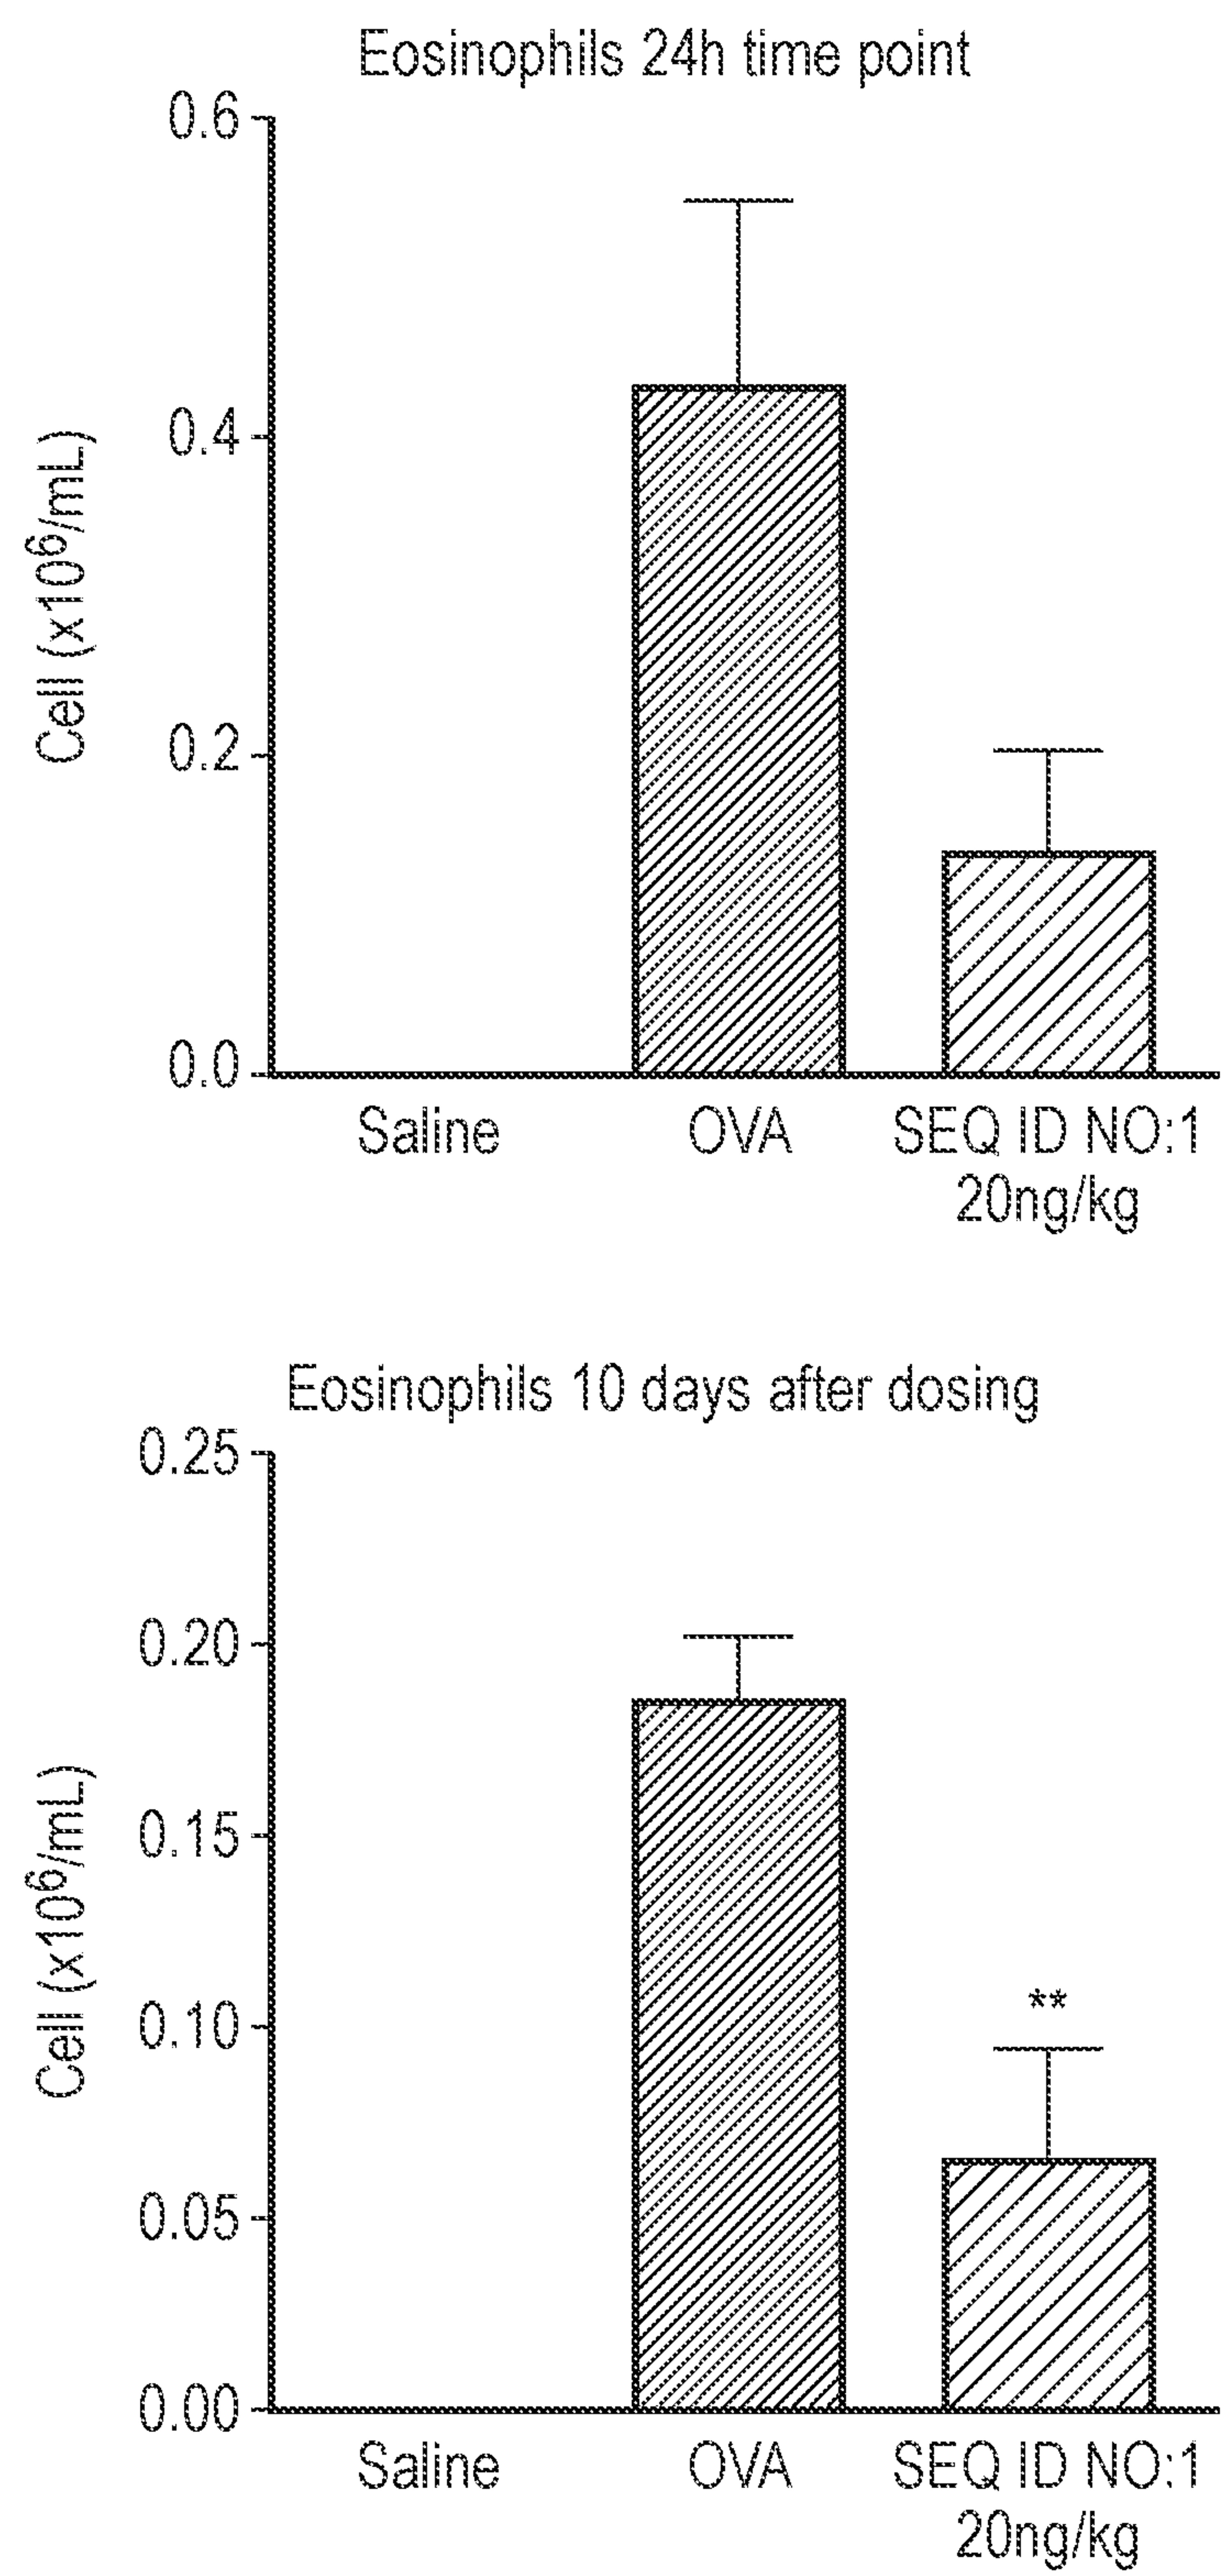 Eosinophils 24h time point
0.6
0.4
0.2
0.0
Cell (x10⁶/mL)
Saline
OVA
SEQ ID NO:1
20ng/kg
Eosinophils 10 days after dosing
0.25
0.20
0.15
0.10
0.05
0.00
Cell (x10⁶/mL)
**
Saline
OVA
SEQ ID NO:1
20ng/kg